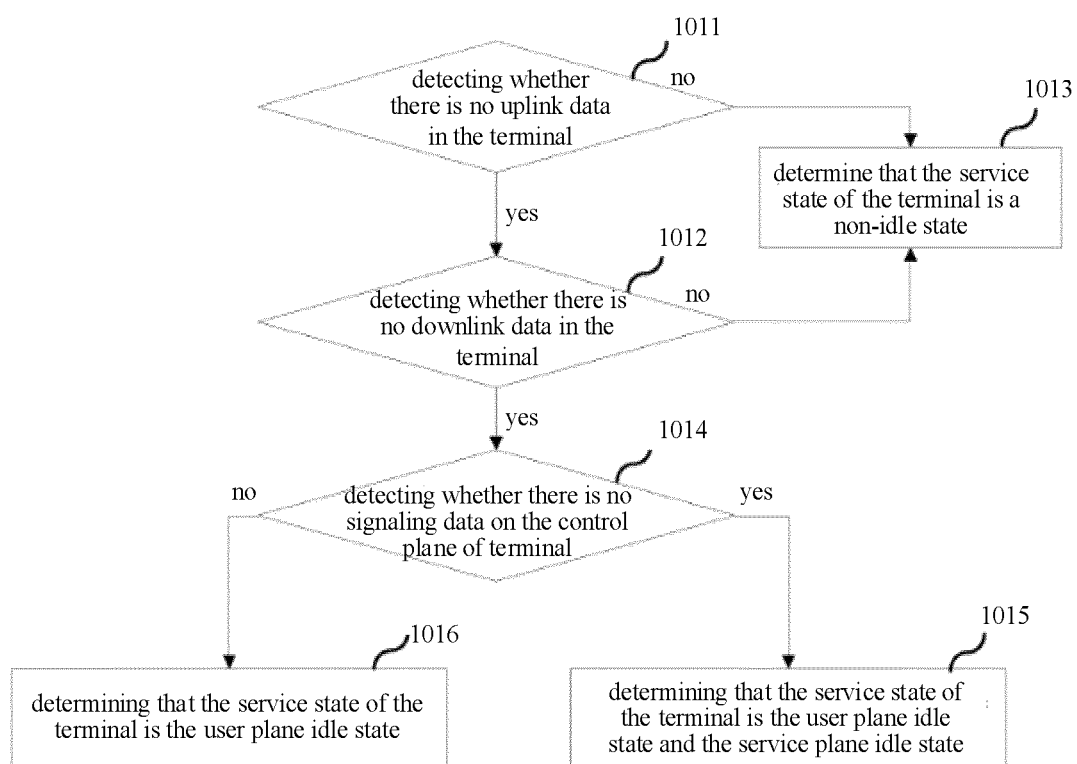 1011
detecting whether
there is no uplink data
in the terminal
no
1013
determine that the service
state of the terminal is a
non-idle state
yes
1012
detecting whether there is
no downlink data in the
terminal
no
yes
1014
detecting whether there is no
signaling data on the control
plane of terminal
no
yes
1016
determining that the service state of the
terminal is the user plane idle state
1015
determining that the service state of
the terminal is the user plane idle
state and the service plane idle state